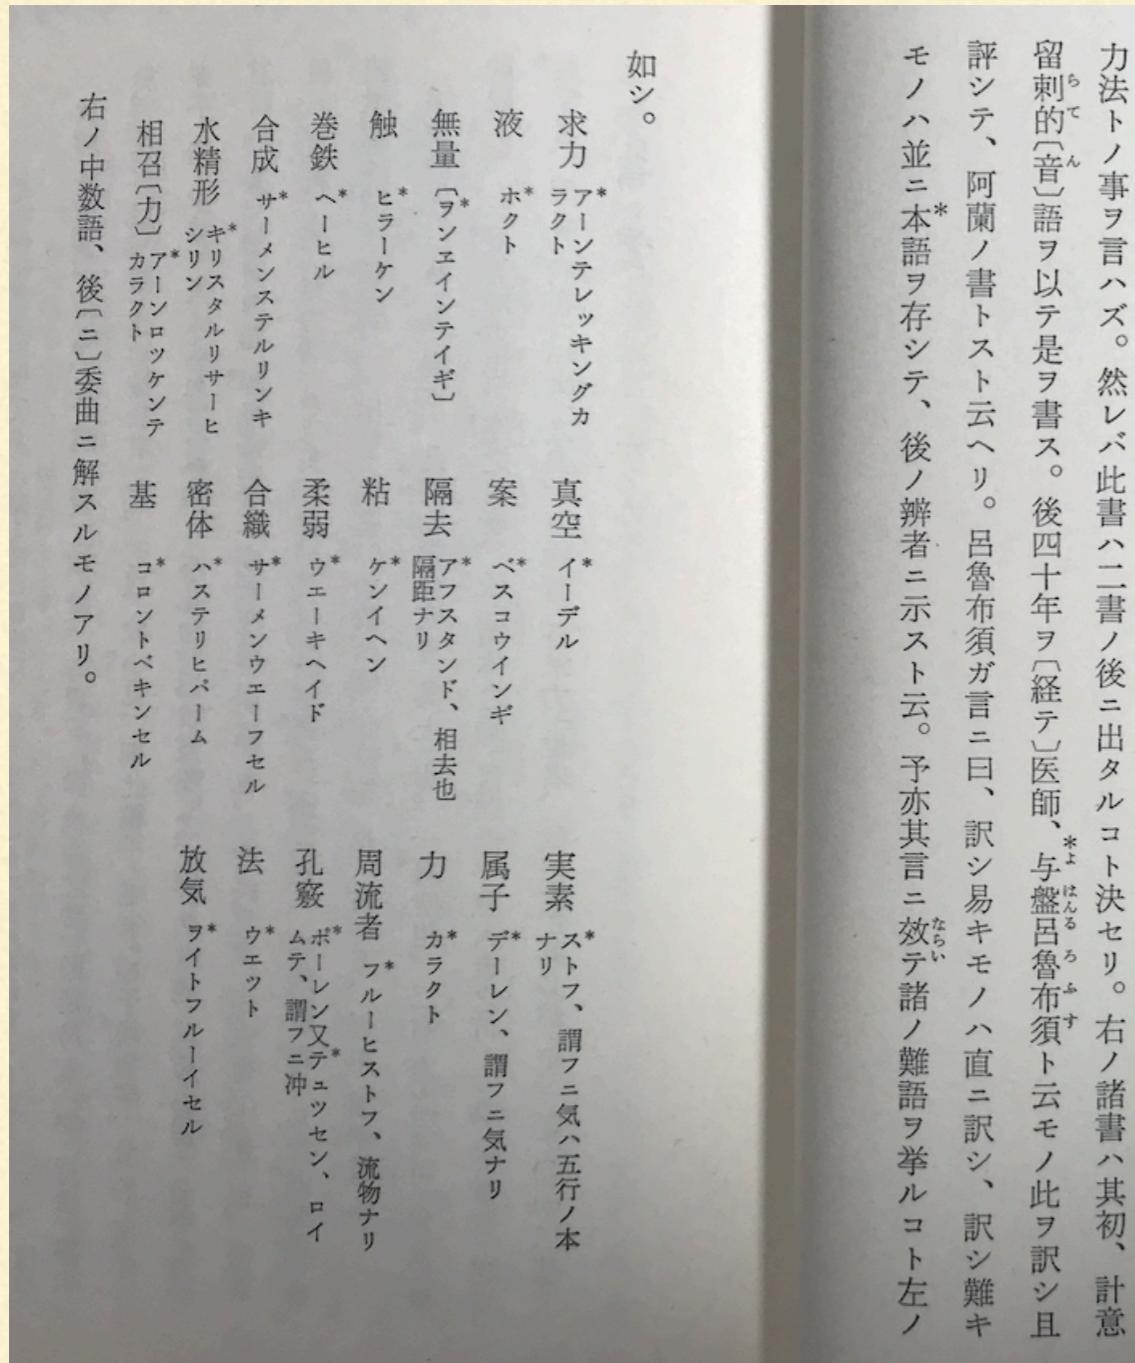 力法トノ事ヲ言ハズ。然レバ此書ハ二書ノ後ニ出タルコト決セリ。右ノ諸書ハ其初、計意
留刺的〔音〕語ヲ以テ是ヲ書ス。後四十年ヲ〔経テ〕医師、*与盤呂魯布須ト云モノ此ヲ訳シ且
らてん
よはんるろふす
評シテ、阿蘭ノ書トスト云ヘリ。呂魯布須ガ言ニ曰、訳シ易キモノハ直ニ訳シ、訳シ難キ
モノハ並ニ本*語ヲ存シテ、後ノ辨者ニ示スト云。予亦其言ニ効テ諸ノ難語ヲ挙ルコト左ノ
ならい
如シ。
求力 *アーンテレッキングカ
ラクト
真空 *イーデル
実素 *ストフ、謂フニ気ハ五行ノ本
ナリ
液 *ホクト
案 *ベスコウインギ
属子 *デーレン、謂フニ気ナリ
無量 〔*ヲンヱインテイギ〕
隔去 *アフスタンド、相去也
隔距ナリ
力 *カラクト
触 *ヒラーケン
粘 *ケンイヘン
周流者 *フルーヒストフ、流物ナリ
巻鉄 *ヘーヒル
柔弱 *ウエーキヘイド
孔竅 *ポーレン又*テュッセン、ロイ
ムテ、謂フニ冲
合成 *サーメンステルリンキ
合織 *サーメンウエーフセル
法 *ウエット
水精形 *キリスタルリサーヒ
シリン
密体 *ハステリヒパーム
放気 *ヲイトフルーイセル
相召〔力〕 *アーンロッケンテ
カラクト
基 *コロントベキンセル
右ノ中数語、後〔ニ〕委曲ニ解スルモノアリ。